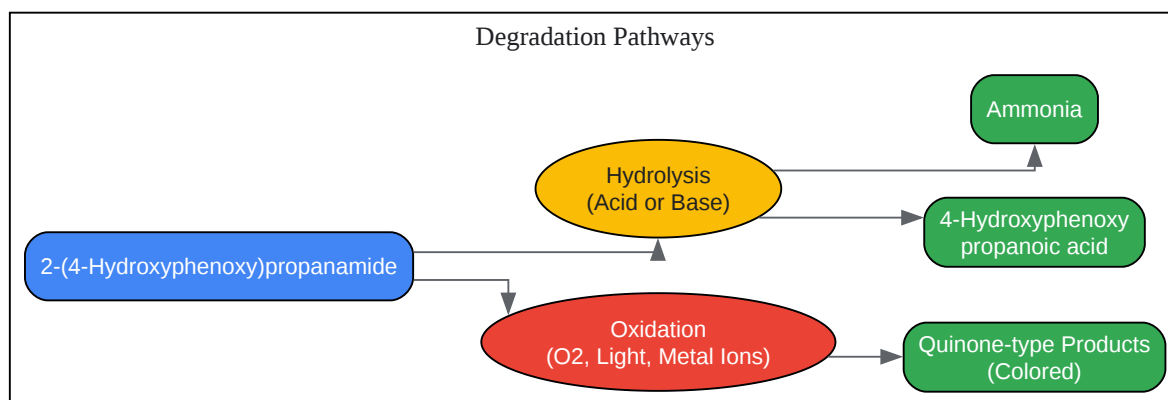 Degradation Pathways
Ammonia
Hydrolysis
(Acid or Base)
4-Hydroxyphenoxy
propanoic acid
2-(4-Hydroxyphenoxy)propanamide
Oxidation
(O2, Light, Metal Ions)
Quinone-type Products
(Colored)